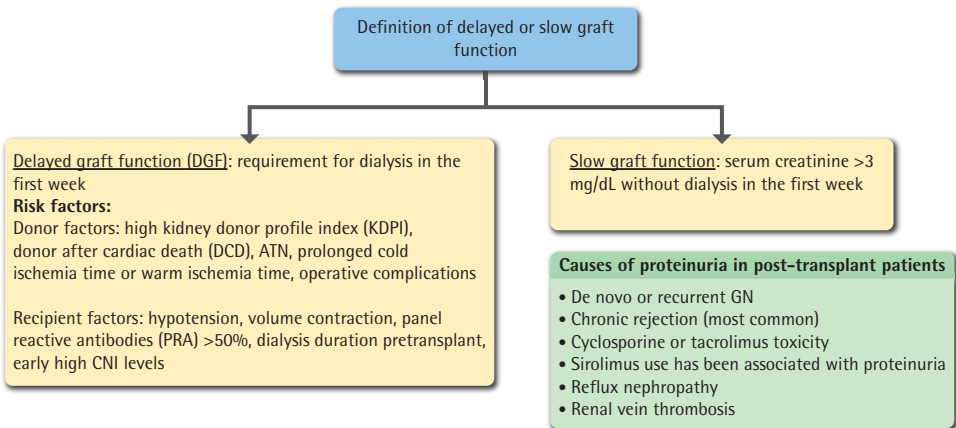 Definition of delayed or slow graft
function
Delayed graft function (DGF): requirement for dialysis in the
first week
Risk factors:
Donor factors: high kidney donor profile index (KDPI),
donor after cardiac death (DCD), ATN, prolonged cold
ischemia time or warm ischemia time, operative complications
Recipient factors: hypotension, volume contraction, panel
reactive antibodies (PRA) >50%, dialysis duration pretransplant,
early high CNI levels
Slow graft function: serum creatinine >3
mg/dL without dialysis in the first week
Causes of proteinuria in post-transplant patients
• De novo or recurrent GN
• Chronic rejection (most common)
• Cyclosporine or tacrolimus toxicity
• Sirolimus use has been associated with proteinuria
• Reflux nephropathy
• Renal vein thrombosis